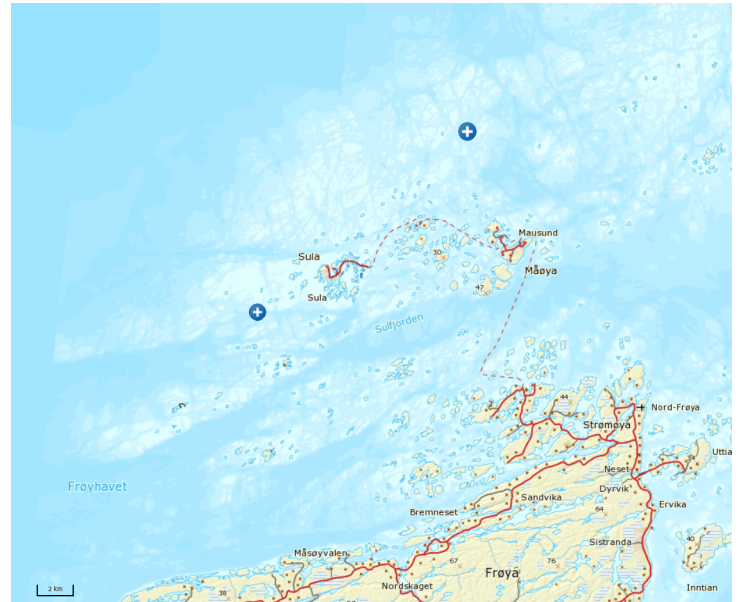 Mausund
30
Sula
Måøya
47
Sula
Sulfjorden
44
Nord-Frøya
Strømøya
Uttia
34
Neset
Frøyhavet
Dyrvik
Sandvika
Ervika
64
Bremneset
Sistranda
40
Måsøyvalen
67
76
Frøya
Nordskaget
Inntian
2 km
38